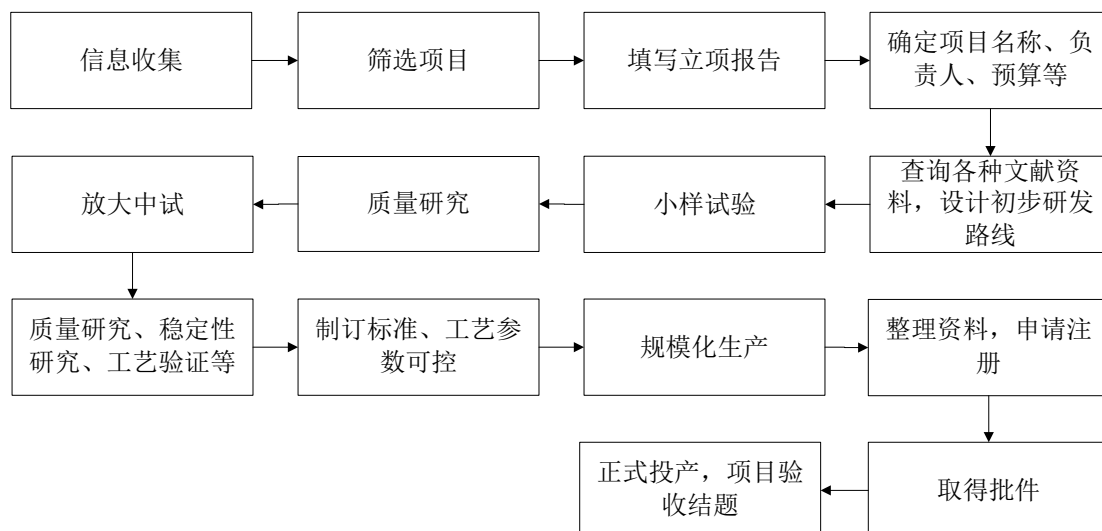 信息收集
筛选项目
填写立项报告
确定项目名称、负
责人、预算等
查询各种文献资
料，设计初步研发
路线
小样试验
质量研究
放大中试
质量研究、稳定性
研究、工艺验证等
制订标准、工艺参
数可控
规模化生产
整理资料，申请注
册
取得批件
正式投产，项目验
收结题